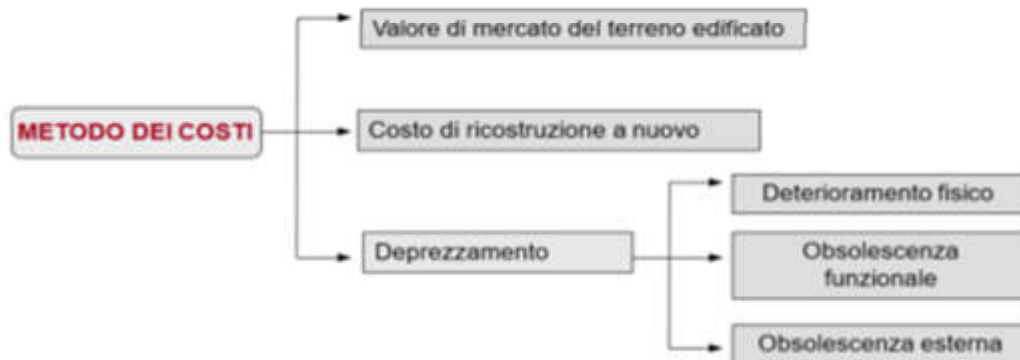 Valore di mercato del terreno edificato
METODO DEI COSTI
Costo di ricostruzione a nuovo
Deprezzamento
Deterioramento fisico
Obsolescenza
funzionale
Obsolescenza esterna